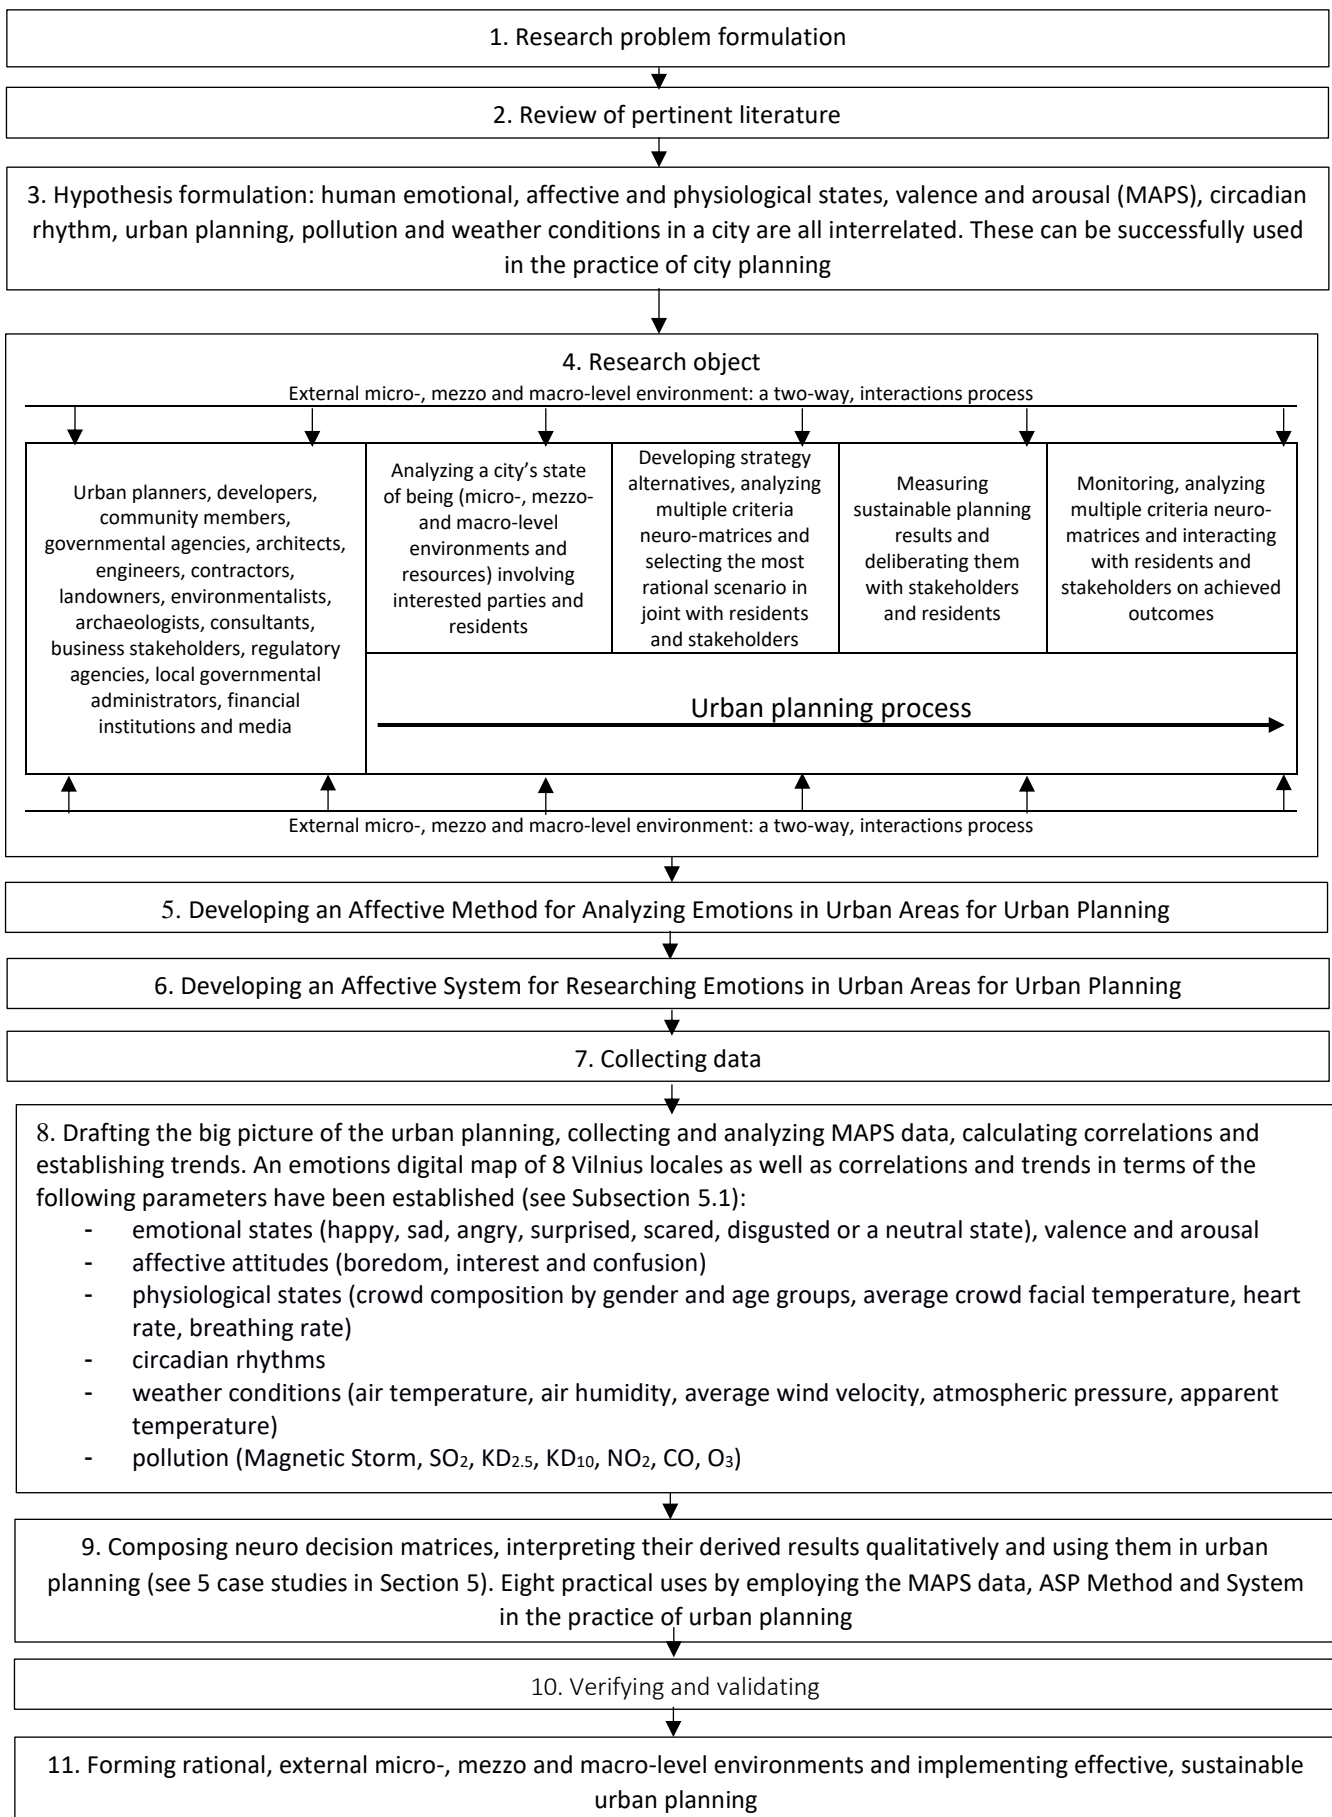 1. Research problem formulation
2. Review of pertinent literature
3. Hypothesis formulation: human emotional, affective and physiological states, valence and arousal (MAPS), circadian
rhythm, urban planning, pollution and weather conditions in a city are all interrelated. These can be successfully used
in the practice of city planning
4. Research object
External micro-, mezzo and macro-level environment: a two-way, interactions process
Urban planners, developers,
community members,
governmental agencies, architects,
engineers, contractors,
landowners, environmentalists,
archaeologists, consultants,
business stakeholders, regulatory
agencies, local governmental
administrators, financial
institutions and media
Analyzing a city's state
of being (micro-, mezzo-
and macro-level
environments and
resources) involving
interested parties and
residents
Developing strategy
alternatives, analyzing
multiple criteria
neuro-matrices and
selecting the most
rational scenario in
joint with residents
and stakeholders
Measuring
sustainable planning
results and
deliberating them
with stakeholders
and residents
Monitoring, analyzing
multiple criteria neuro-
matrices and interacting
with residents and
stakeholders on achieved
outcomes
Urban planning process
External micro-, mezzo and macro-level environment: a two-way, interactions process
5. Developing an Affective Method for Analyzing Emotions in Urban Areas for Urban Planning
6. Developing an Affective System for Researching Emotions in Urban Areas for Urban Planning
7. Collecting data
8. Drafting the big picture of the urban planning, collecting and analyzing MAPS data, calculating correlations and
establishing trends. An emotions digital map of 8 Vilnius locales as well as correlations and trends in terms of the
following parameters have been established (see Subsection 5.1):
- emotional states (happy, sad, angry, surprised, scared, disgusted or a neutral state), valence and arousal
- affective attitudes (boredom, interest and confusion)
- physiological states (crowd composition by gender and age groups, average crowd facial temperature, heart
rate, breathing rate)
- circadian rhythms
- weather conditions (air temperature, air humidity, average wind velocity, atmospheric pressure, apparent
temperature)
- pollution (Magnetic Storm, SO₂, KD₂.₅, KD₁₀, NO₂, CO, O₃)
9. Composing neuro decision matrices, interpreting their derived results qualitatively and using them in urban
planning (see 5 case studies in Section 5). Eight practical uses by employing the MAPS data, ASP Method and System
in the practice of urban planning
10. Verifying and validating
11. Forming rational, external micro-, mezzo and macro-level environments and implementing effective, sustainable
urban planning